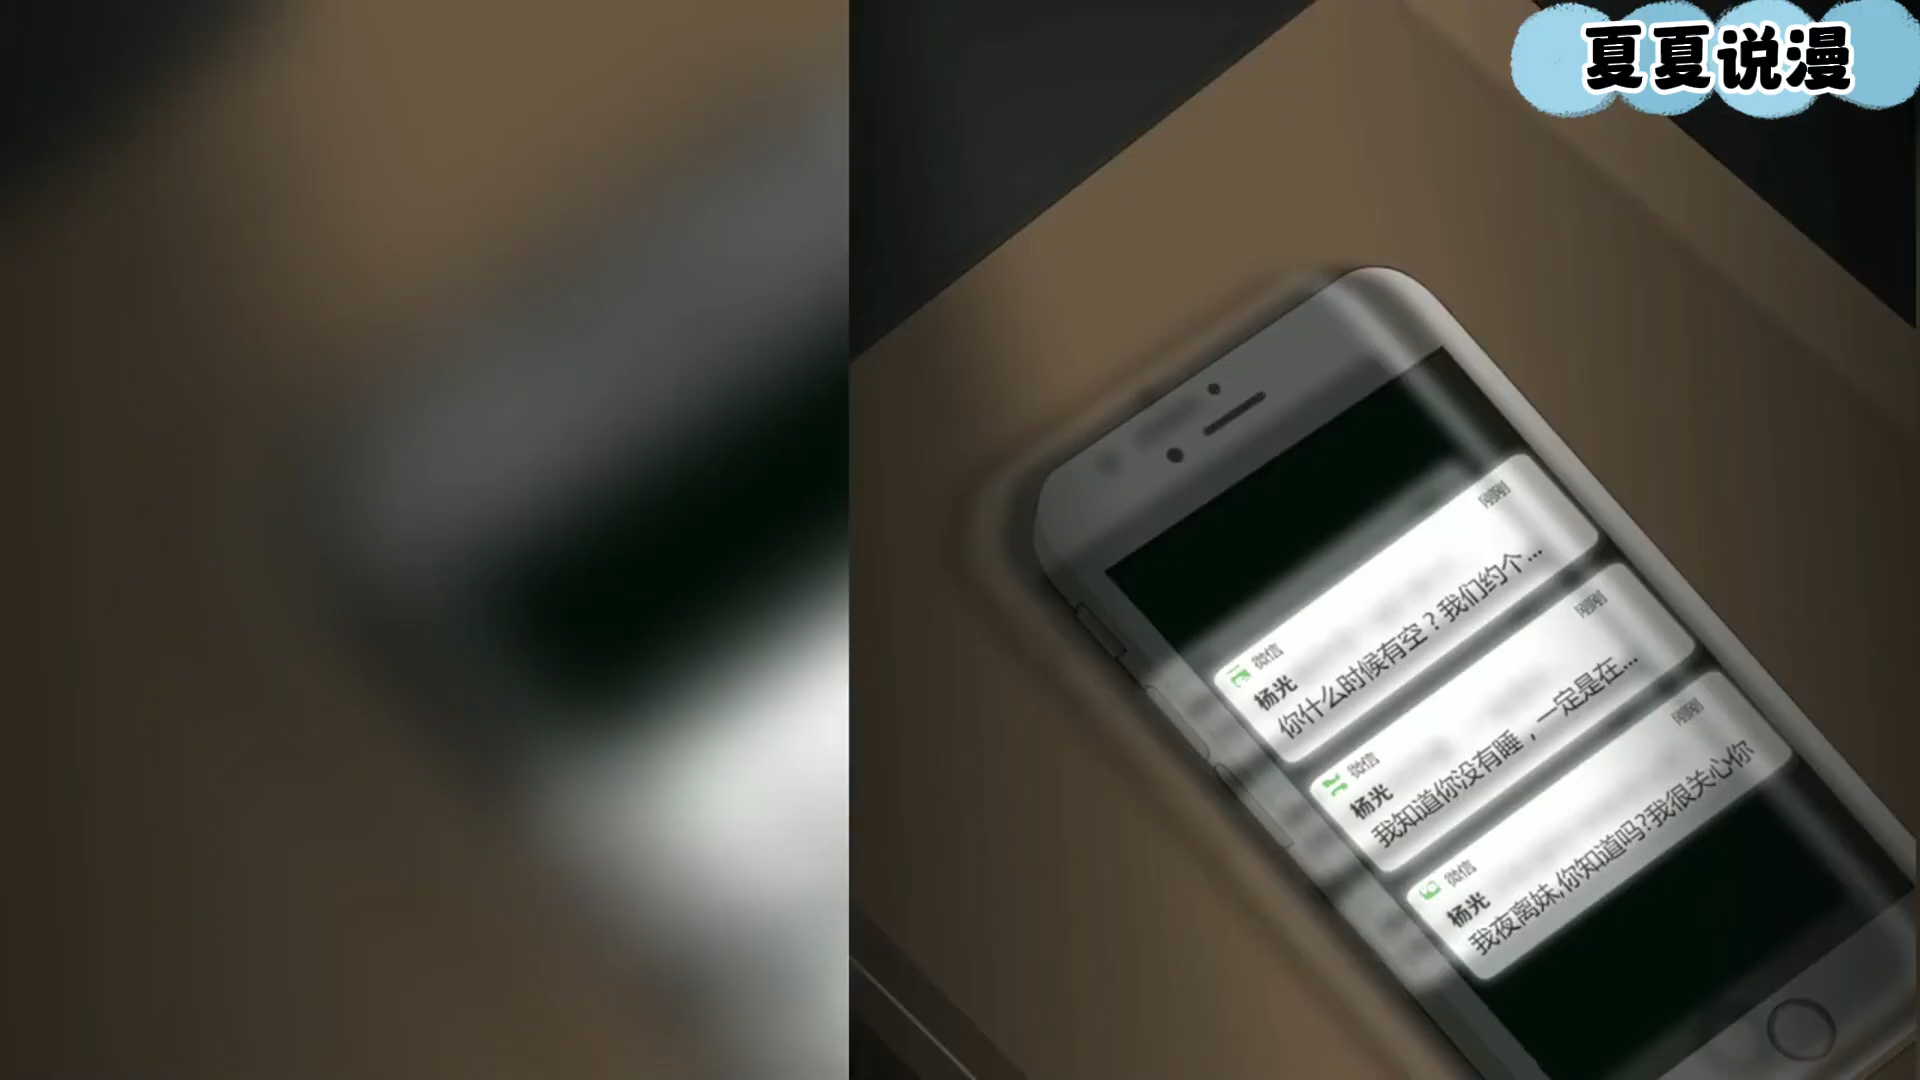 夏夏说漫
微信
刚刚
杨光
你什么时候有空？我们约个...
微信
刚刚
杨光
我知道你没有睡，一定是在...
微信
刚刚
杨光
我夜离妹,你知道吗?我很关心你